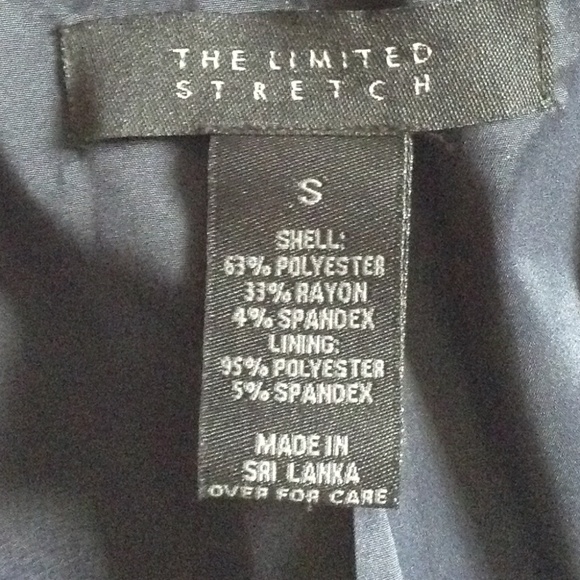 THE LIMITED
STRETCH
S
SHELL:
63% POLYESTER
33% RAYON
4% SPANDEX
LINING:
95% POLYESTER
5% SPANDEX
MADE IN
SRI LANKA
OVER FOR CARE